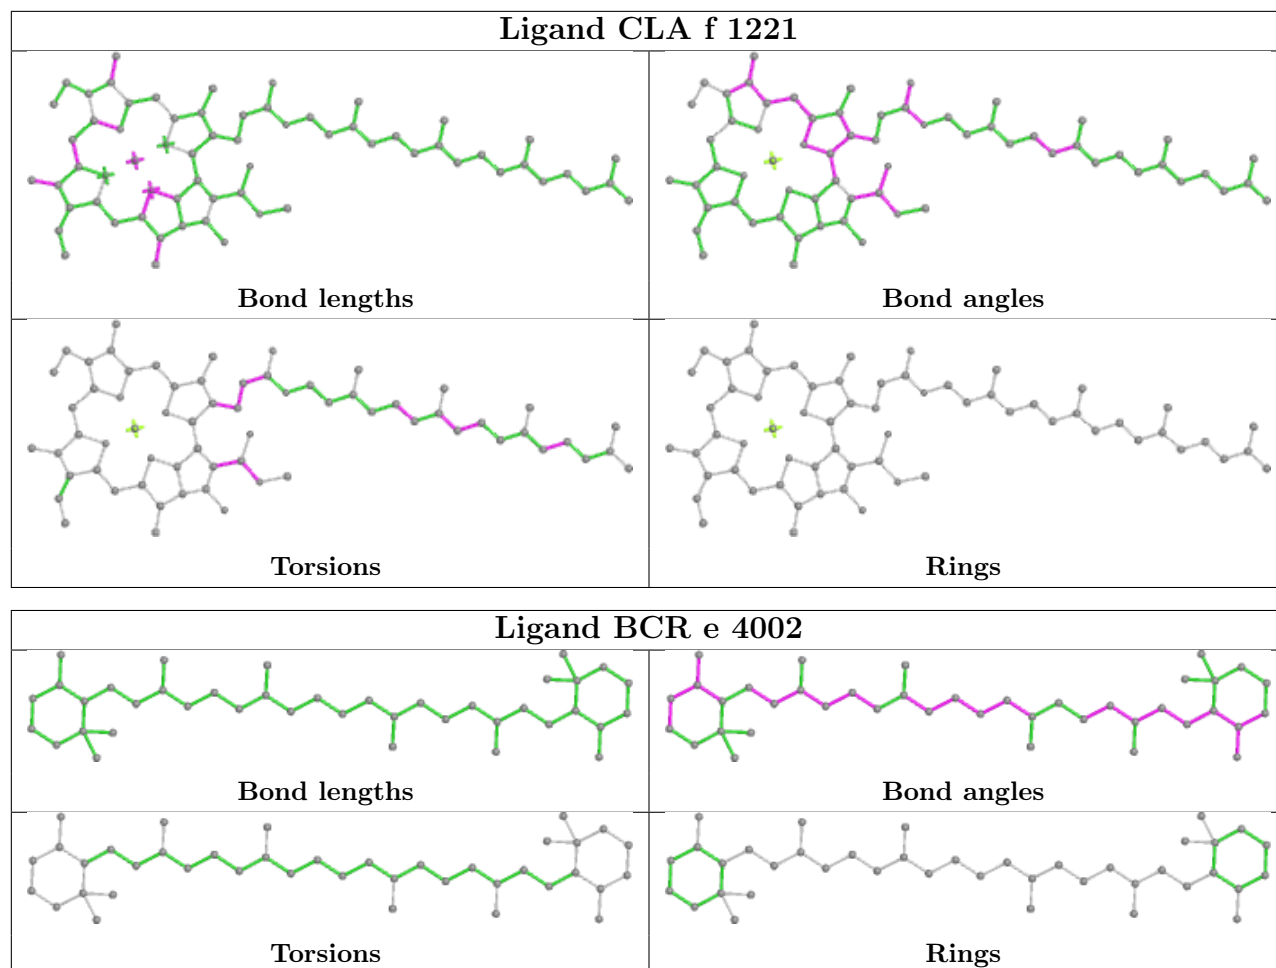 Ligand CLA f 1221
Bond lengths
Bond angles
Torsions
Rings
Ligand BCR e 4002
Bond lengths
Bond angles
Torsions
Rings